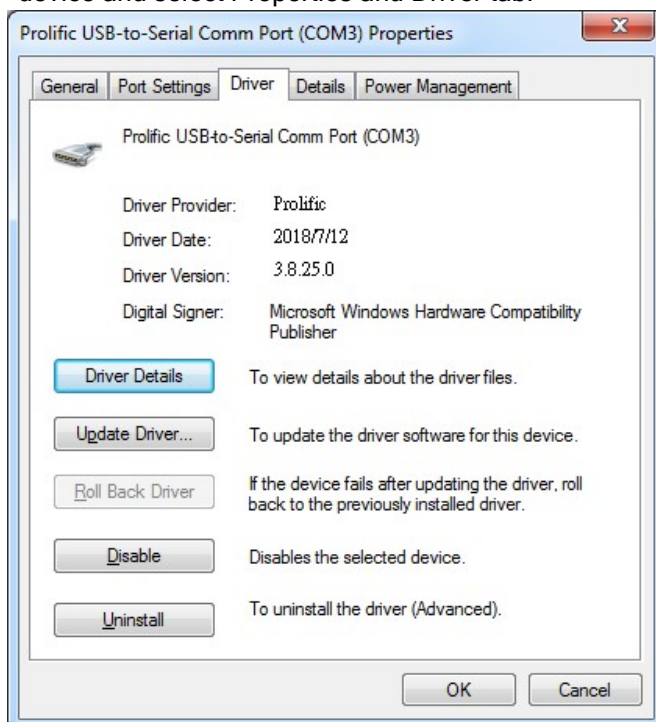 device and select Properties and Driver tab.
Prolific USB-to-Serial Comm Port (COM3) Properties
General Port Settings Driver Details Power Management
Prolific USB-to-Serial Comm Port (COM3)
Driver Provider: Prolific
Driver Date: 2018/7/12
Driver Version: 3.8.25.0
Digital Signer: Microsoft Windows Hardware Compatibility
Publisher
Driver Details To view details about the driver files.
Update Driver... To update the driver software for this device.
Roll Back Driver If the device fails after updating the driver, roll
back to the previously installed driver.
Disable Disables the selected device.
Uninstall To uninstall the driver (Advanced).
OK Cancel